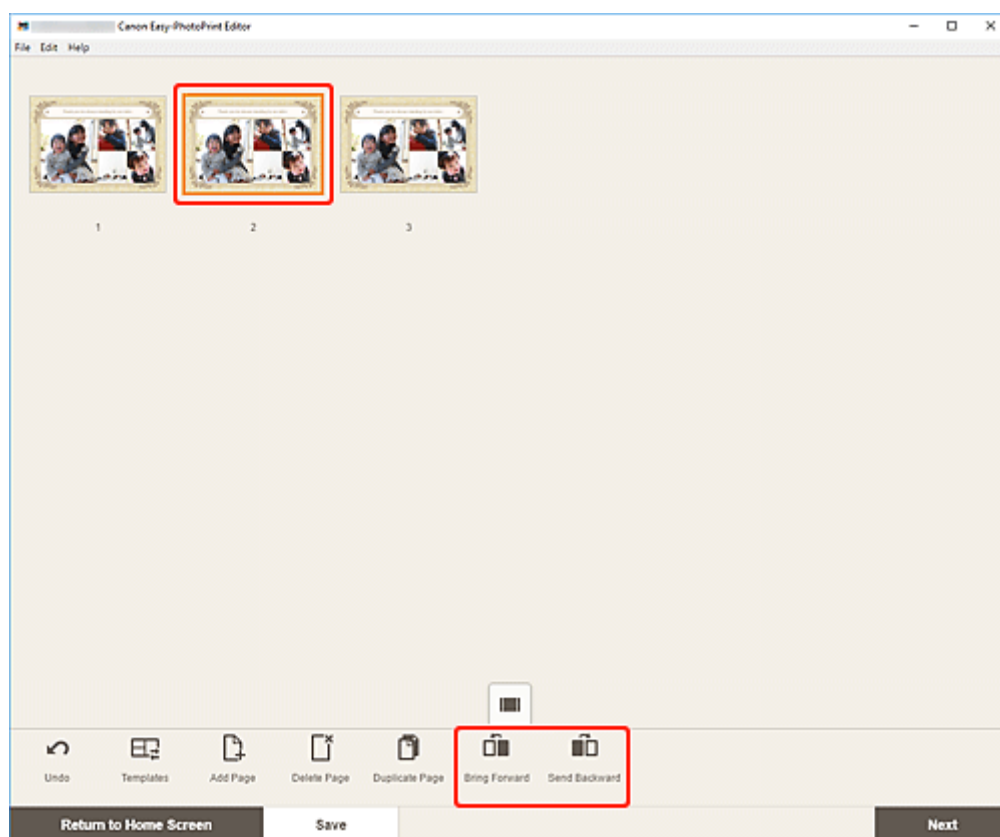 Canon Easy-PhotoPrint Editor
File Edit Help
1 2 3
Undo Templates Add Page Delete Page Duplicate Page Bring Forward Send Backward
Return to Home Screen Save Next